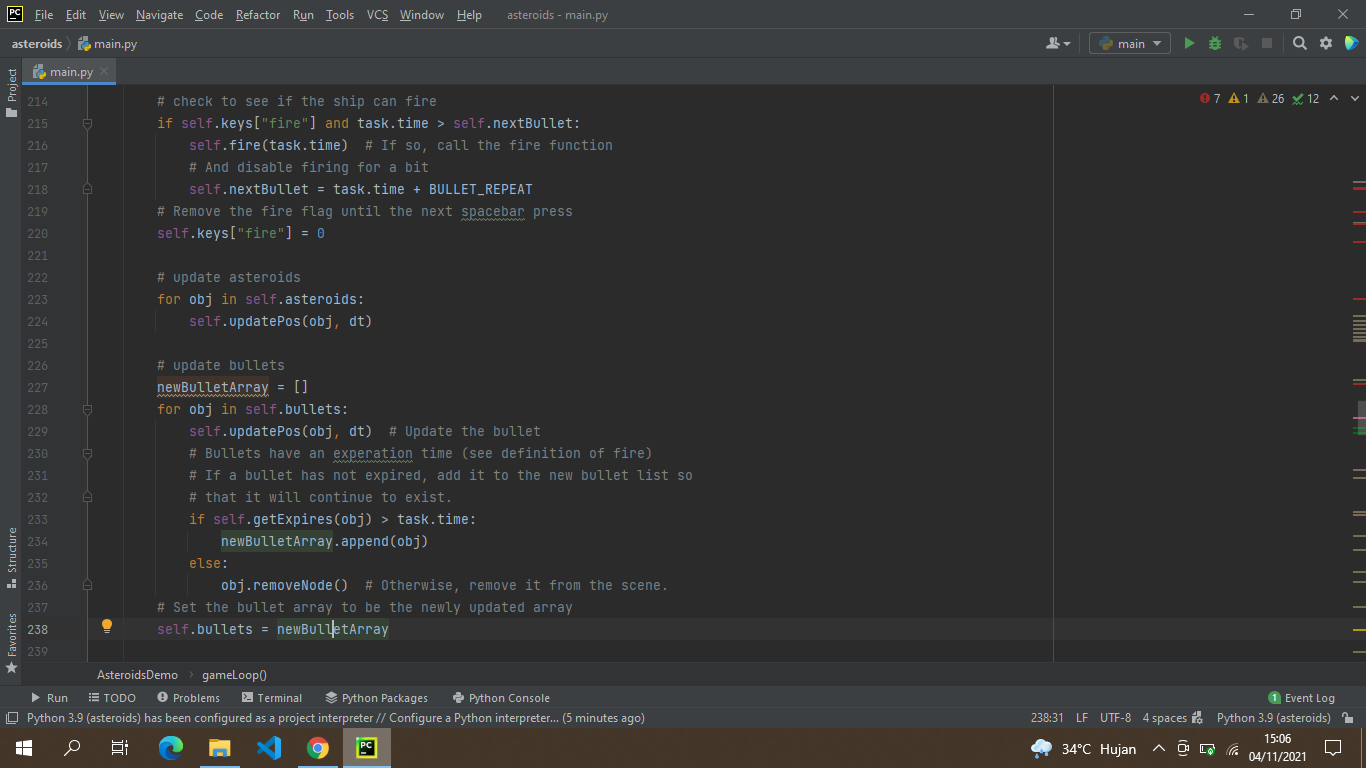 PC File Edit View Navigate Code Refactor Run Tools VCS Window Help asteroids - main.py
asteroids main.py main
Project
main.py
7 1 26 12
214 # check to see if the ship can fire
215 if self.keys["fire"] and task.time > self.nextBullet:
216 self.fire(task.time)  # If so, call the fire function
217 # And disable firing for a bit
218 self.nextBullet = task.time + BULLET_REPEAT
219 # Remove the fire flag until the next spacebar press
220 self.keys["fire"] = 0
221
222 # update asteroids
223 for obj in self.asteroids:
224 self.updatePos(obj, dt)
225
226 # update bullets
227 newBulletArray = []
228 for obj in self.bullets:
229 self.updatePos(obj, dt)  # Update the bullet
230 # Bullets have an experation time (see definition of fire)
231 # If a bullet has not expired, add it to the new bullet list so
232 # that it will continue to exist.
233 if self.getExpires(obj) > task.time:
234 newBulletArray.append(obj)
235 else:
236 obj.removeNode()  # Otherwise, remove it from the scene.
237 # Set the bullet array to be the newly updated array
238 self.bullets = newBulletArray
239
Structure
Favorites
AsteroidsDemo gameLoop()
Run TODO Problems Terminal Python Packages Python Console 1 Event Log
Python 3.9 (asteroids) has been configured as a project interpreter // Configure a Python interpreter... (5 minutes ago) 238:31 LF UTF-8 4 spaces Python 3.9 (asteroids)
PC 34°C Hujan 15:06
04/11/2021